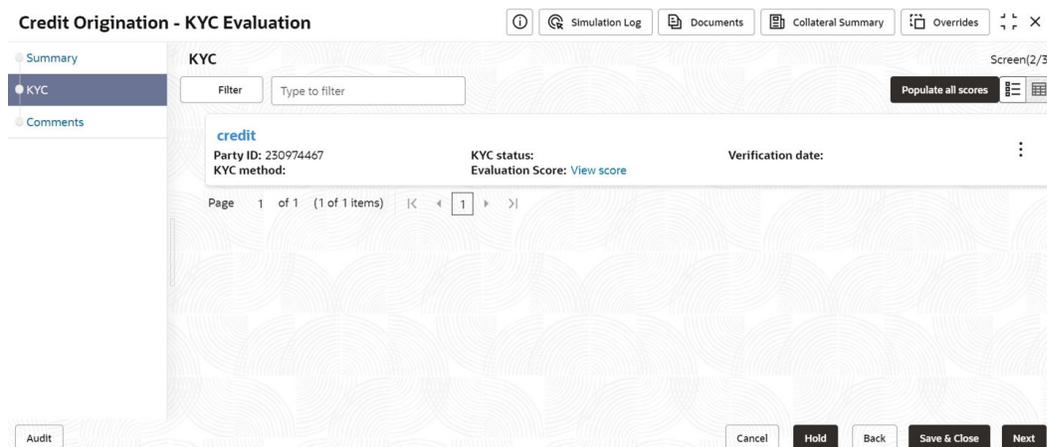 Credit Origination - KYC Evaluation
Simulation Log
Documents
Collateral Summary
Overrides
Summary
KYC
Comments
KYC
Screen(2/3
Filter
Type to filter
Populate all scores
credit
Party ID: 230974467
KYC status:
Verification date:
KYC method:
Evaluation Score: View score
Page 1 of 1 (1 of 1 items) 1
Audit
Cancel
Hold
Back
Save & Close
Next